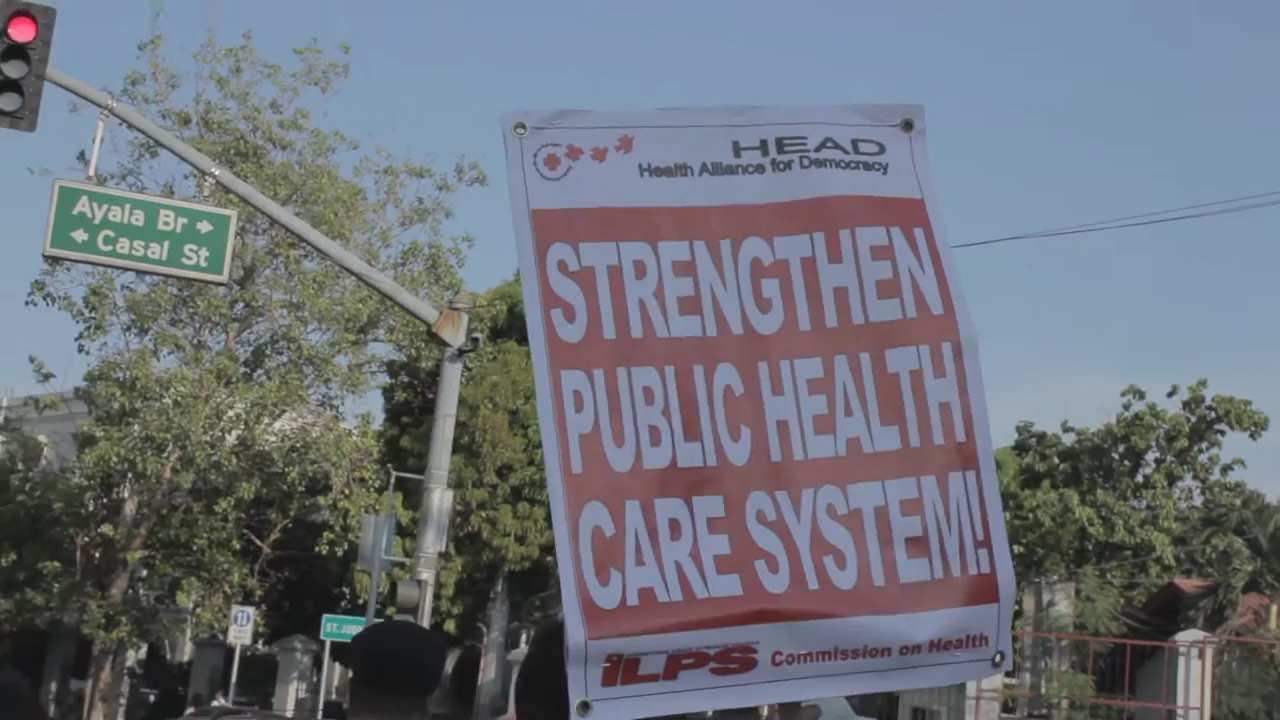 Ayala Br →
← Casal St
HEAD
Health Alliance for Democracy
STRENGTHEN
PUBLIC HEALTH
CARE SYSTEM!
ILPS Commission on Health